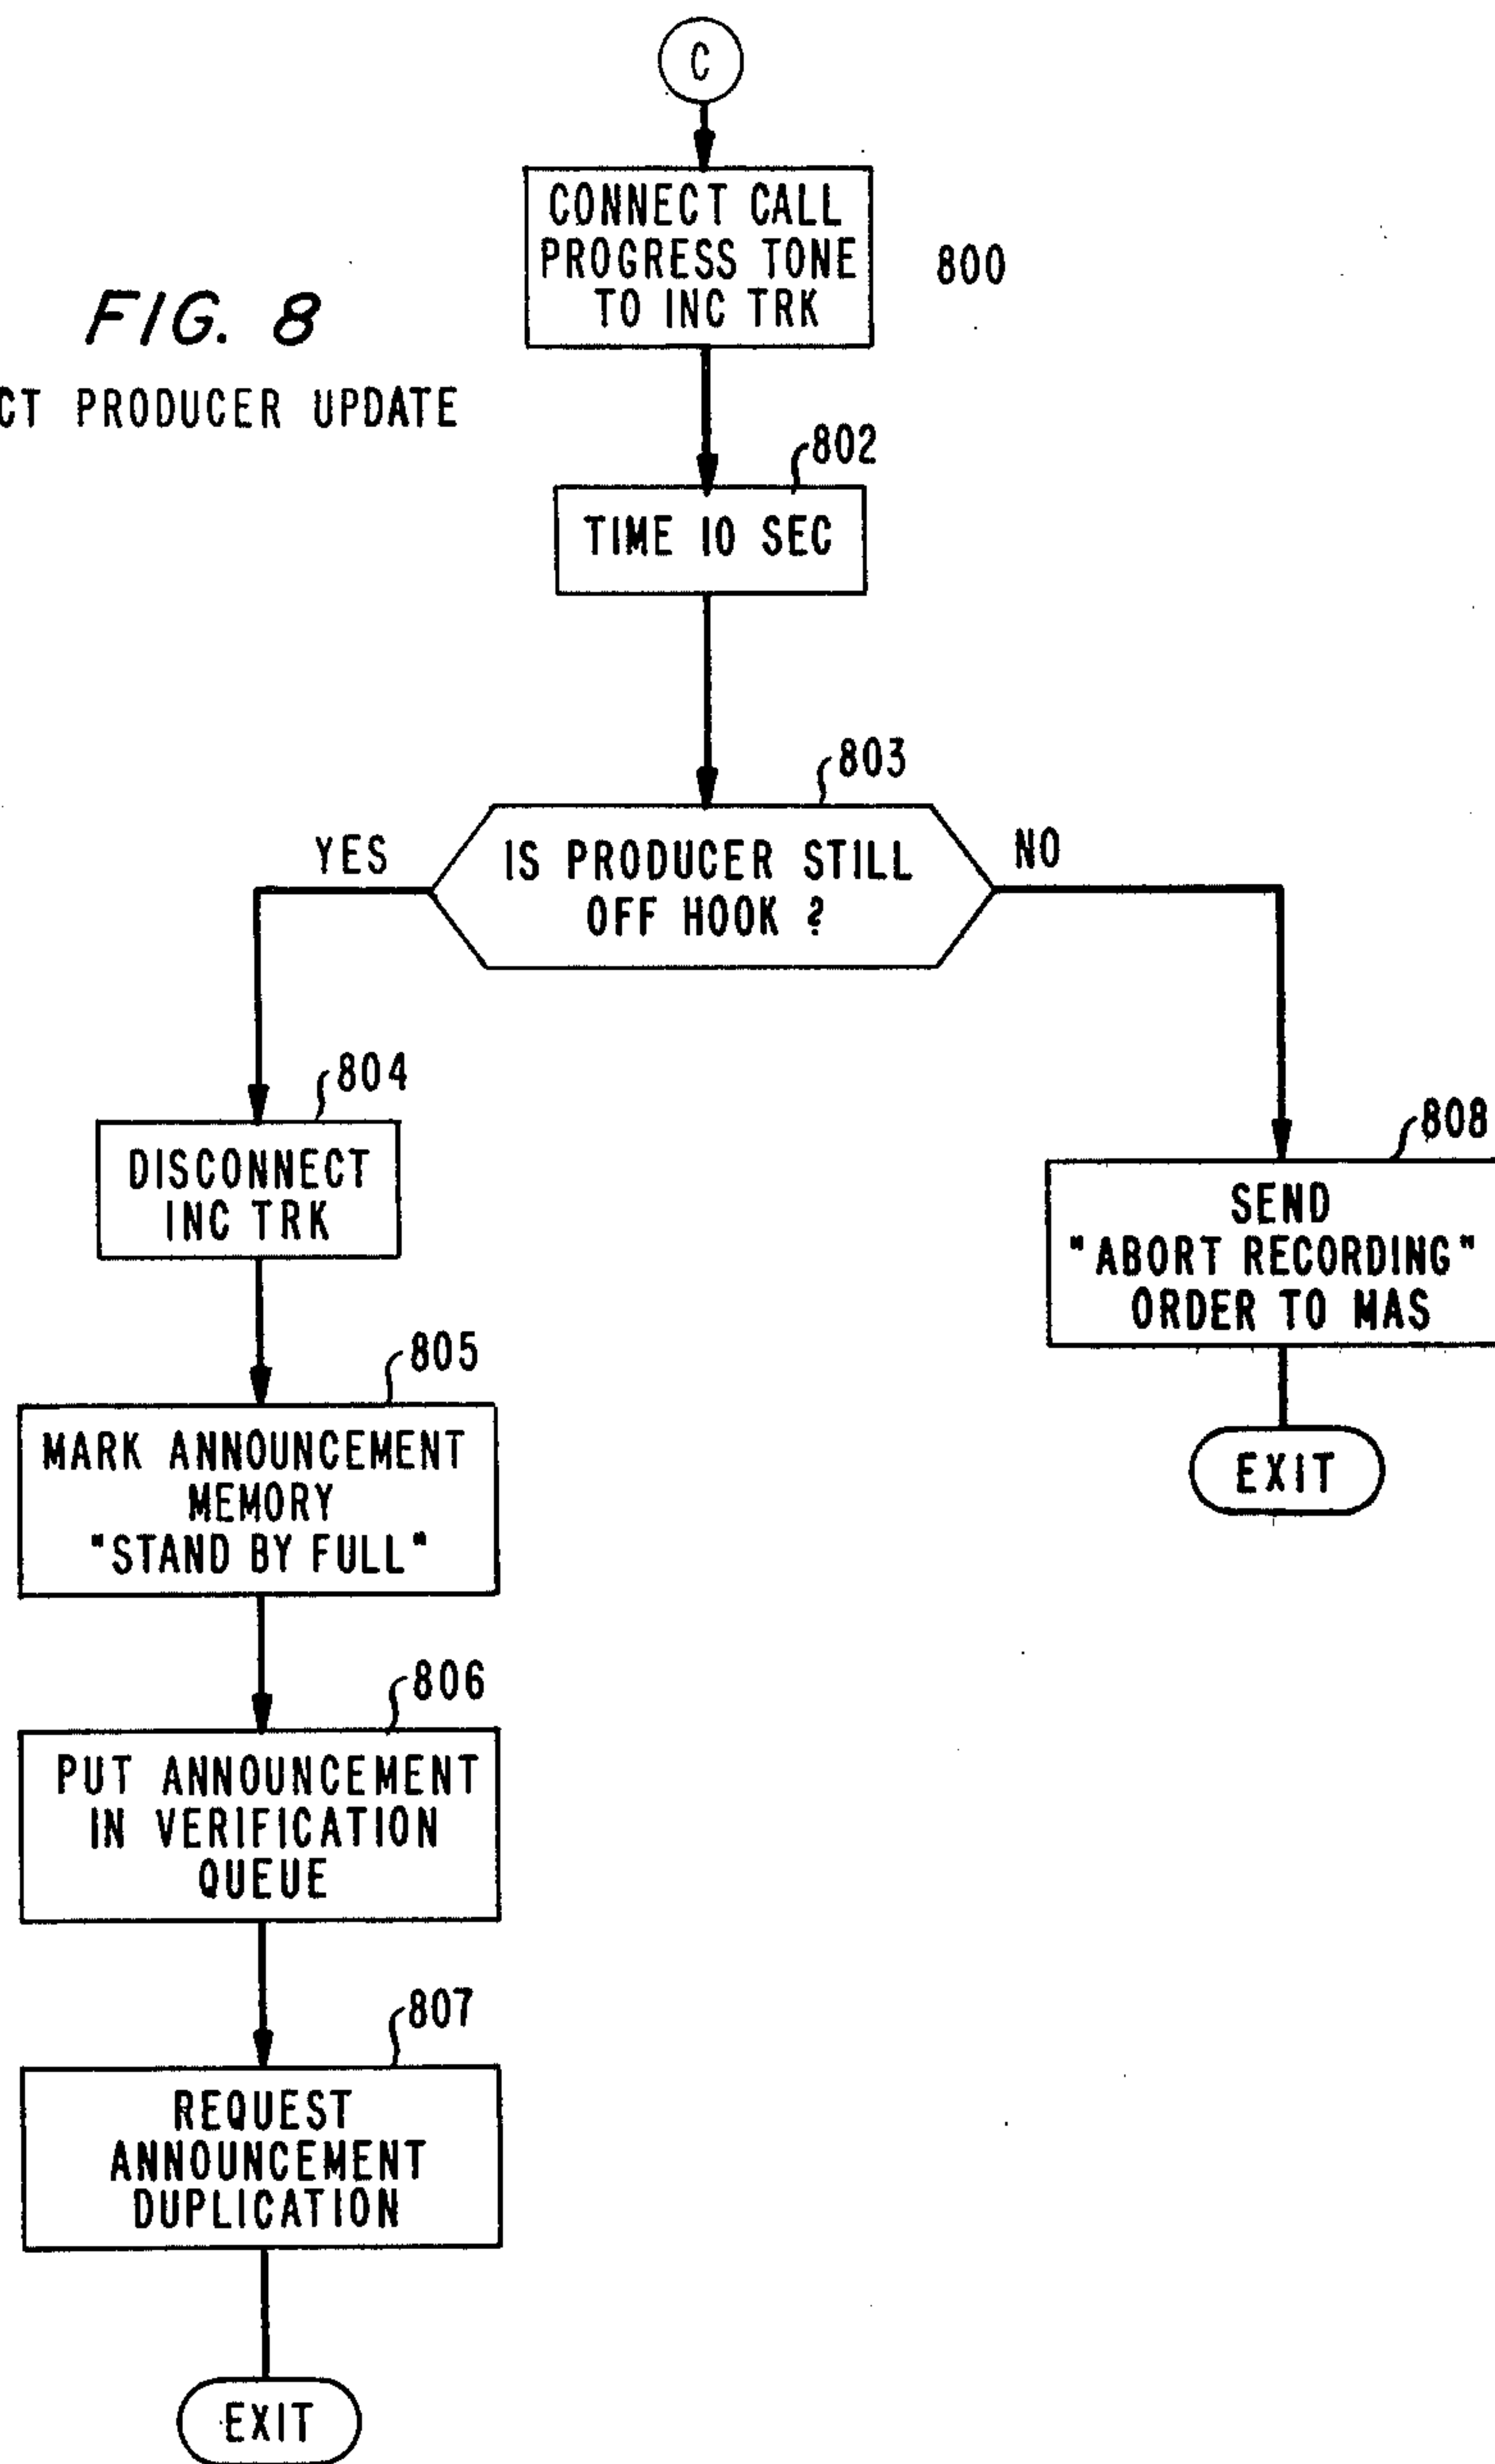 C
CONNECT CALL
PROGRESS TONE
TO INC TRK
800
FIG. 8
CT PRODUCER UPDATE
802
TIME 10 SEC
803
YES
IS PRODUCER STILL
OFF HOOK ?
NO
804
DISCONNECT
INC TRK
808
SEND
"ABORT RECORDING"
ORDER TO MAS
EXIT
805
MARK ANNOUNCEMENT
MEMORY
"STAND BY FULL"
806
PUT ANNOUNCEMENT
IN VERIFICATION
QUEUE
807
REQUEST
ANNOUNCEMENT
DUPLICATION
EXIT